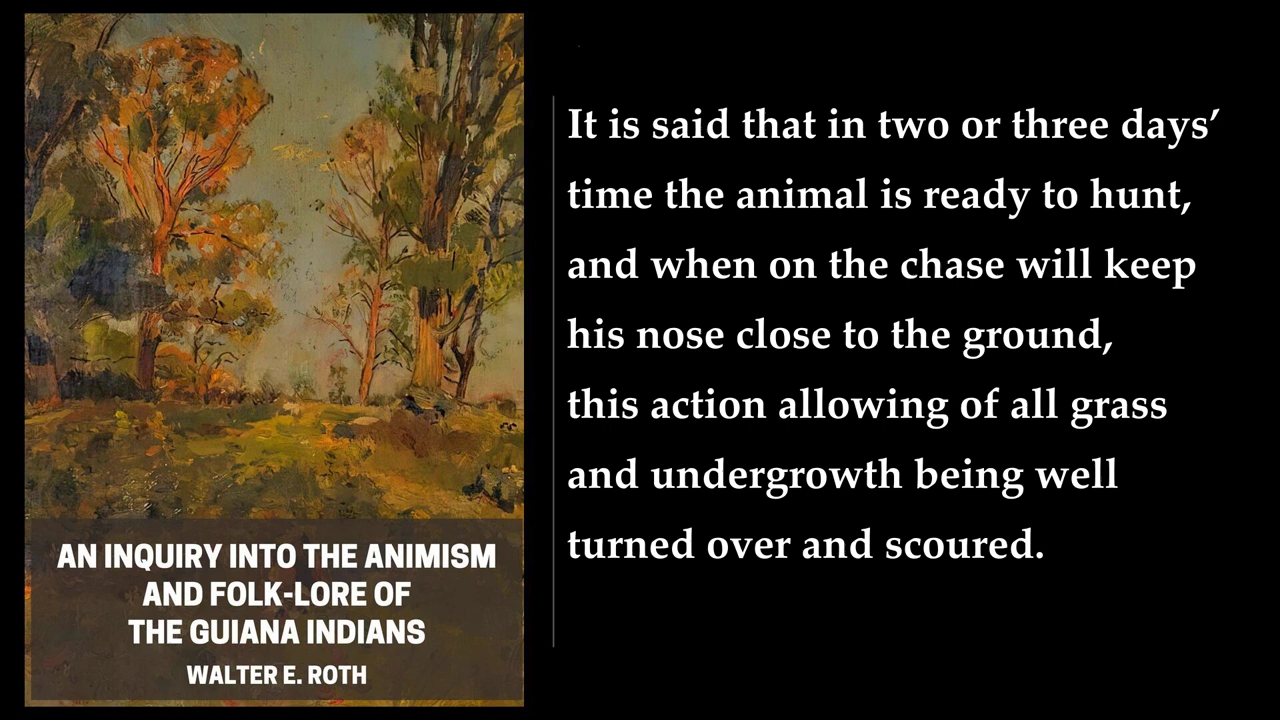 AN INQUIRY INTO THE ANIMISM
AND FOLK-LORE OF
THE GUIANA INDIANS
WALTER E. ROTH
It is said that in two or three days’
time the animal is ready to hunt,
and when on the chase will keep
his nose close to the ground,
this action allowing of all grass
and undergrowth being well
turned over and scoured.